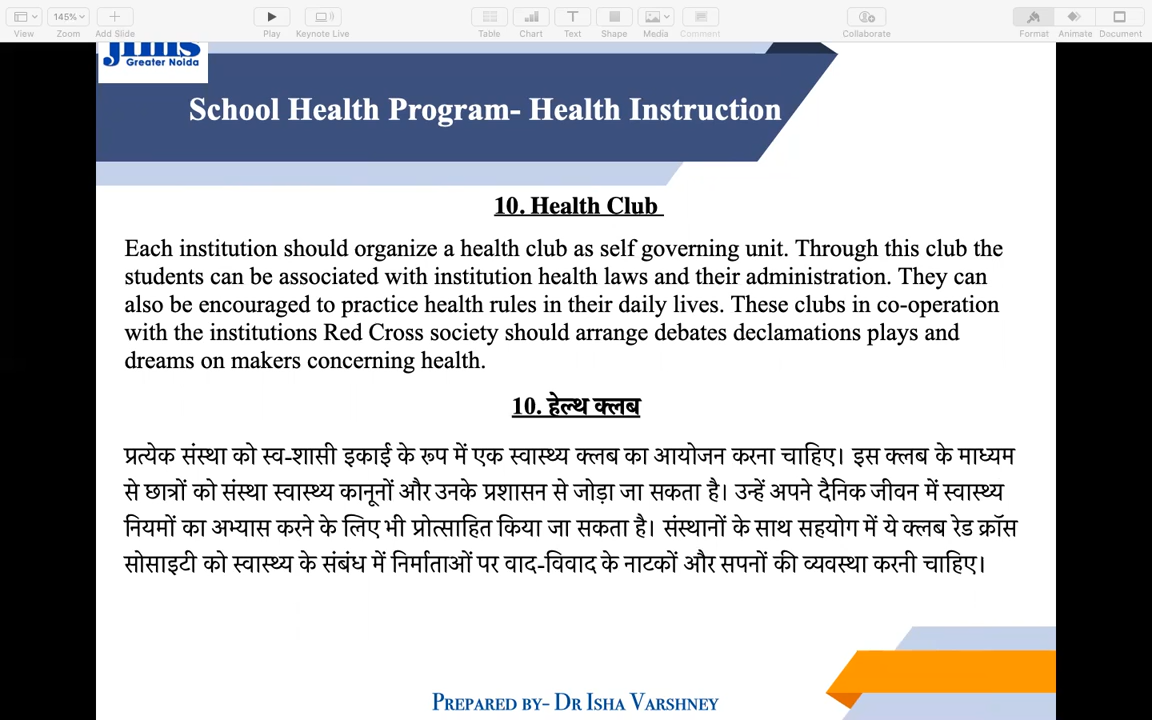 145%
View
Zoom
Add Slide
Play
Keynote Live
Table
Chart
Text
Shape
Media
Comment
Collaborate
Format
Animate
Document
jims
Greater Noida
School Health Program- Health Instruction
10. Health Club
Each institution should organize a health club as self governing unit. Through this club the
students can be associated with institution health laws and their administration. They can
also be encouraged to practice health rules in their daily lives. These clubs in co-operation
with the institutions Red Cross society should arrange debates declamations plays and
dreams on makers concerning health.
10. हेल्थ क्लब
प्रत्येक संस्था को स्व-शासी इकाई के रूप में एक स्वास्थ्य क्लब का आयोजन करना चाहिए। इस क्लब के माध्यम
से छात्रों को संस्था स्वास्थ्य कानूनों और उनके प्रशासन से जोड़ा जा सकता है। उन्हें अपने दैनिक जीवन में स्वास्थ्य
नियमों का अभ्यास करने के लिए भी प्रोत्साहित किया जा सकता है। संस्थानों के साथ सहयोग में ये क्लब रेड क्रॉस
सोसाइटी को स्वास्थ्य के संबंध में निर्माताओं पर वाद-विवाद के नाटकों और सपनों की व्यवस्था करनी चाहिए।
PREPARED BY- DR ISHA VARSHNEY